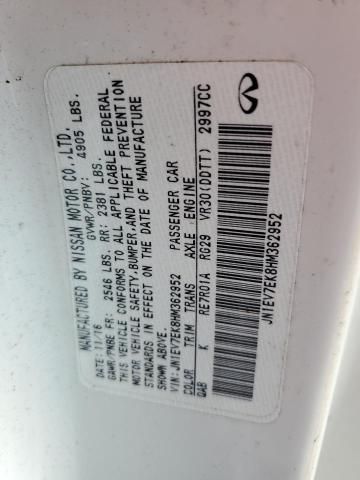 MANUFACTURED BY NISSAN MOTOR CO.,LTD.
DATE: 11/16 GVWR/PNBV: 4905 LBS.
GAWR/PNBE FR: 2546 LBS. RR: 2381 LBS.
THIS VEHICLE CONFORMS TO ALL APPLICABLE FEDERAL
MOTOR VEHICLE SAFETY,BUMPER,AND THEFT PREVENTION
STANDARDS IN EFFECT ON THE DATE OF MANUFACTURE
SHOWN ABOVE.
VIN:JN1EV7EK8HM362952 PASSENGER CAR
COLOR TRIM TRANS AXLE ENGINE
QAB K RE7R01A RG29 VR30(DDTT) 2997CC
JN1EV7EK8HM362952